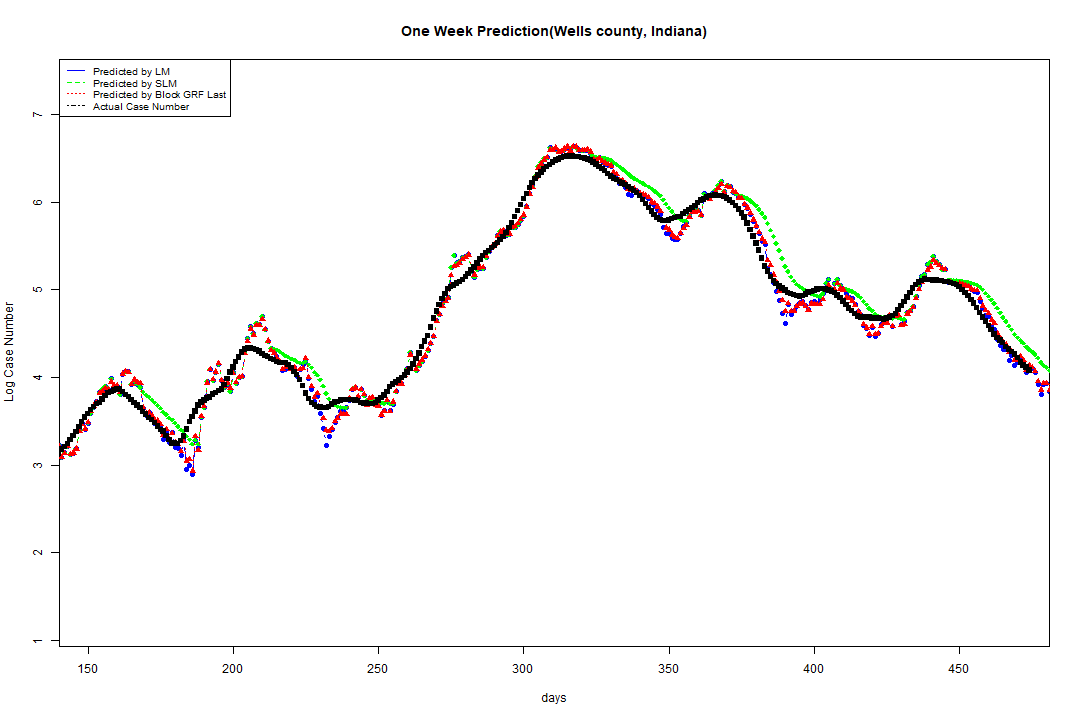 One Week Prediction(Wells county, Indiana)
Predicted by LM
Predicted by SLM
Predicted by Block GRF Last
Actual Case Number
7
6
5
4
3
2
1
Log Case Number
150 200 250 300 350 400 450
days